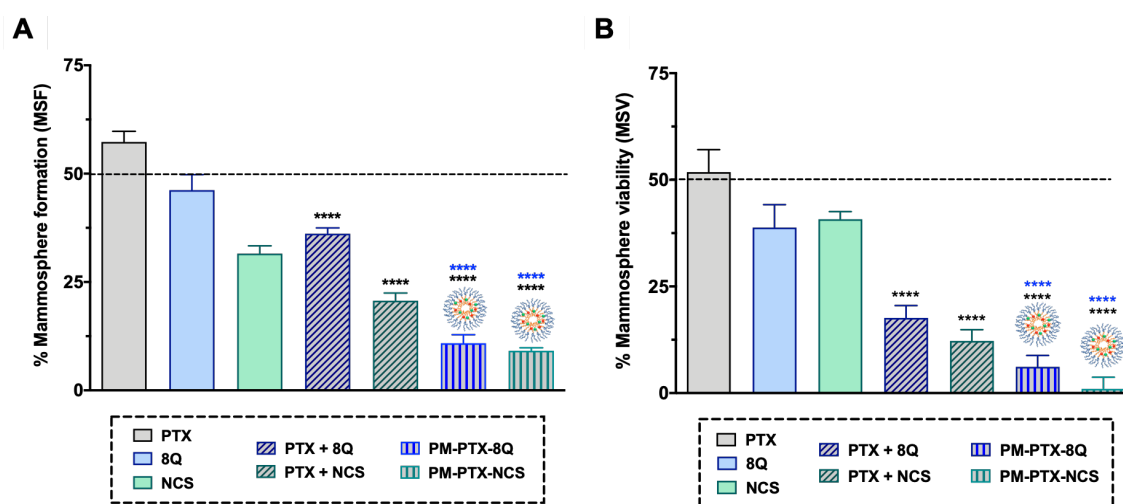 A
% Mammosphere formation (MSF)
75
50
25
0
****
****
****
****
****
****
PTX
8Q
NCS
PTX + 8Q
PTX + NCS
PM-PTX-8Q
PM-PTX-NCS
B
% Mammosphere viability (MSV)
75
50
25
0
****
****
****
****
****
****
PTX
8Q
NCS
PTX + 8Q
PTX + NCS
PM-PTX-8Q
PM-PTX-NCS